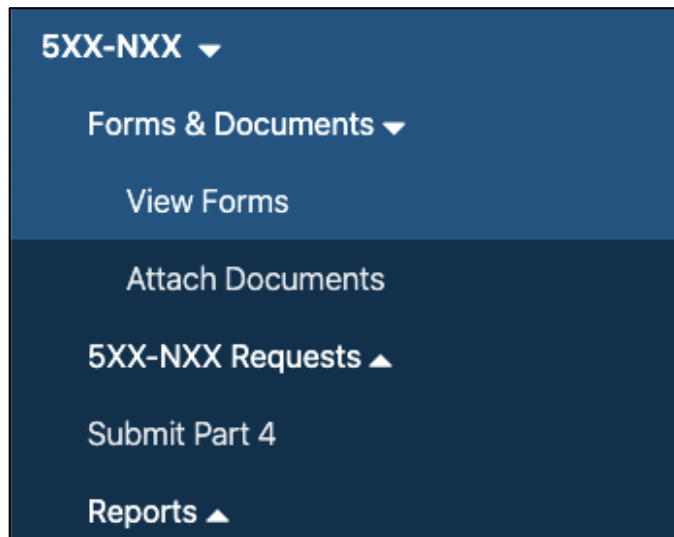 5XX-NXX
Forms & Documents
View Forms
Attach Documents
5XX-NXX Requests
Submit Part 4
Reports